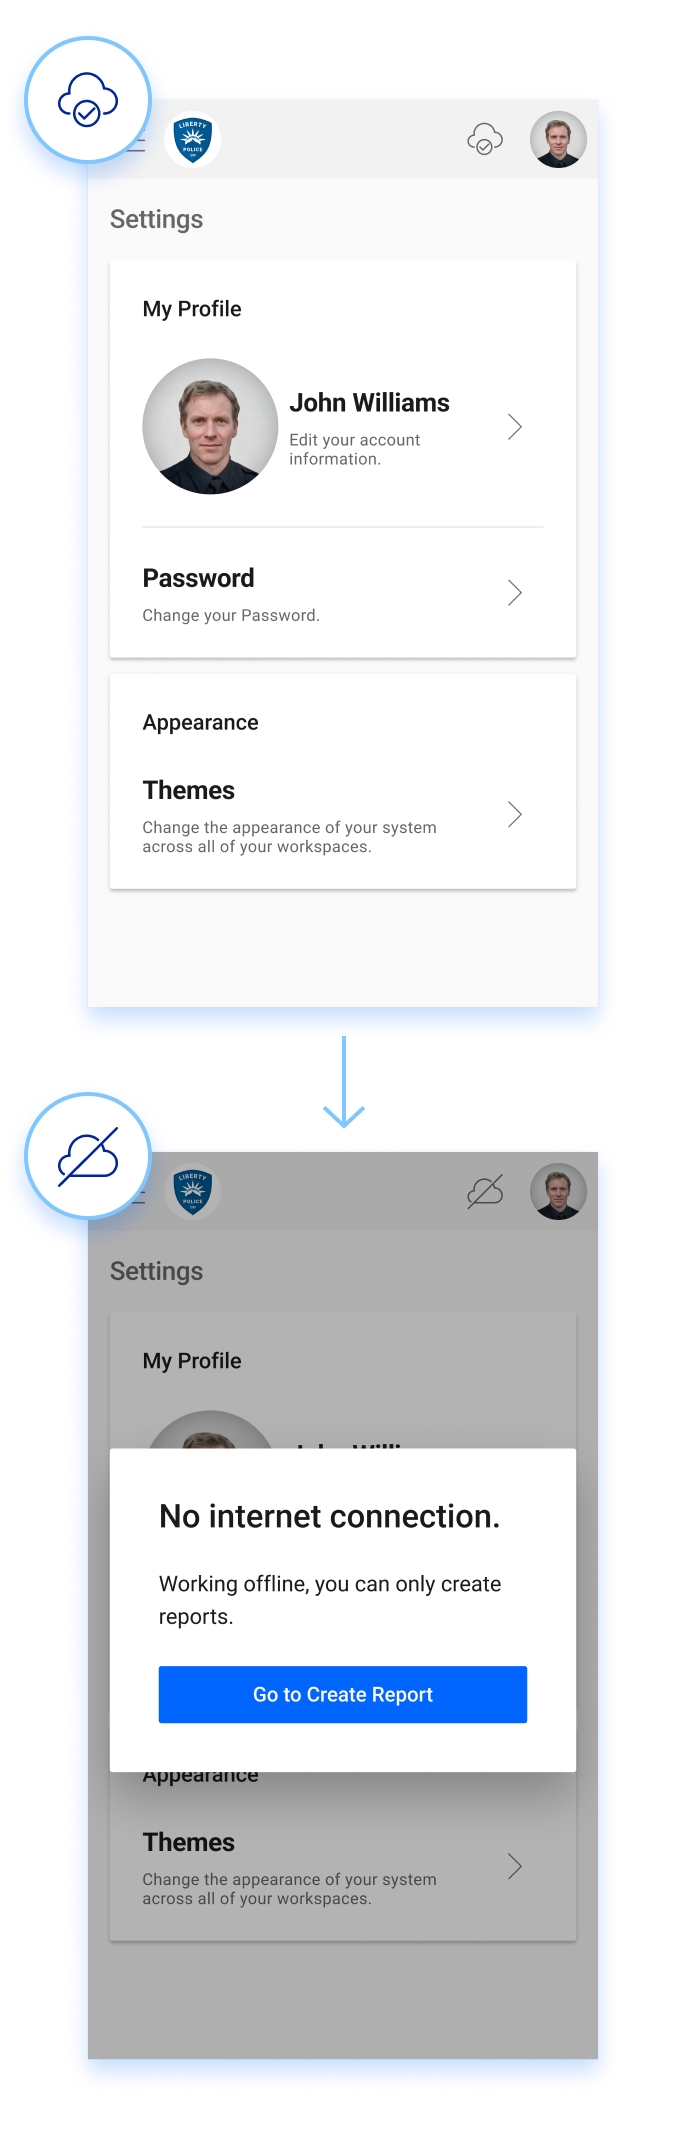 LIBERTY
POLICE
CO
Settings
My Profile
John Williams
Edit your account
information.
Password
Change your Password.
Appearance
Themes
Change the appearance of your system
across all of your workspaces.
LIBERTY
POLICE
CO
Settings
My Profile
No internet connection.
Working offline, you can only create
reports.
Go to Create Report
Appearance
Themes
Change the appearance of your system
across all of your workspaces.